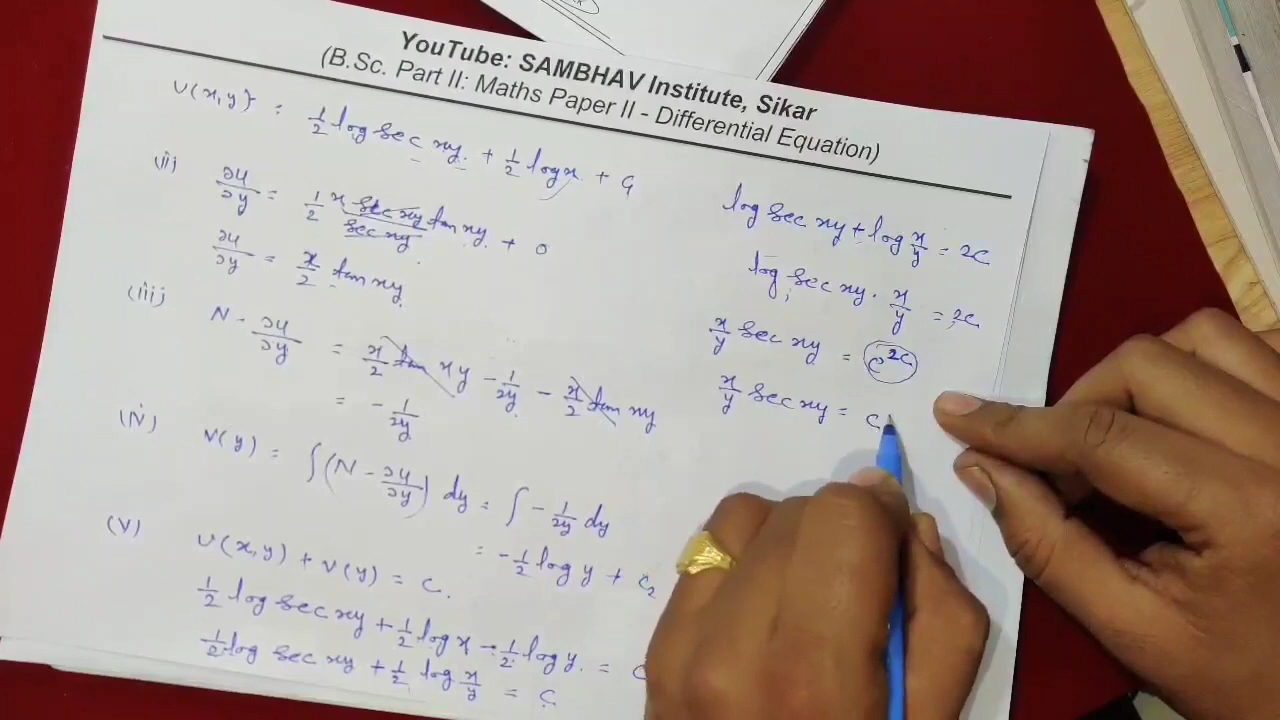 YouTube: SAMBHAV Institute, Sikar
(B.Sc. Part II: Maths Paper II - Differential Equation)
U(x,y) = 1/2 log sec xy + 1/2 log x + C1
(ii) ∂U/∂y = 1/2 x sec xy tan xy / sec xy + 0
∂U/∂y = x/2 tan xy
(iii) N - ∂U/∂y = x/2 tan xy - 1/2y - x/2 tan xy
= - 1/2y
(iv) V(y) = ∫(N - ∂U/∂y) dy = ∫ - 1/2y dy
= - 1/2 log y + C2
(v) U(x,y) + V(y) = C.
1/2 log sec xy + 1/2 log x - 1/2 log y = C
1/2 log sec xy + 1/2 log x/y = C
log sec xy + log x/y = 2C
log sec xy . x/y = 2C
x/y sec xy = e^2C
x/y sec xy = C